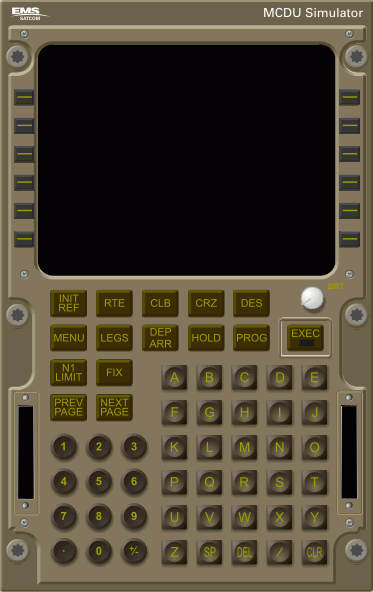 EMS
SATCOM
MCDU Simulator
BRT
INIT REF
RTE
CLB
CRZ
DES
MENU
LEGS
DEP ARR
HOLD
PROG
EXEC
N1 LIMIT
FIX
PREV PAGE
NEXT PAGE
A B C D E
F G H I J
1 2 3
K L M N O
4 5 6
P Q R S T
7 8 9
U V W X Y
. 0 +/-
Z SP DEL / CLR